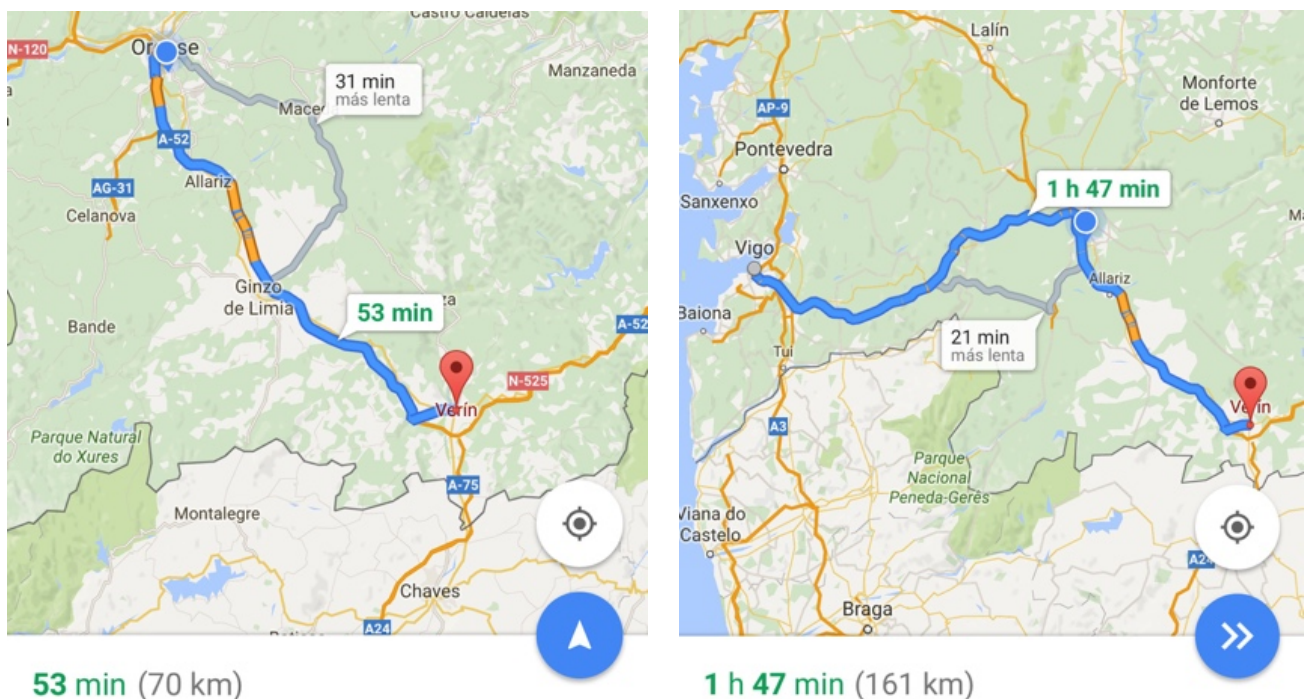 Castro Caldelas
N-120
Ourense
31 min
más lenta
Manzaneda
Maced
A-52
Allariz
AG-31
Celanova
Ginzo
de Limia
53 min
Bande
A-52
N-525
Verín
Parque Natural
do Xures
A-75
Montalegre
Chaves
A24
53 min (70 km)
Lalín
Monforte
de Lemos
AP-9
Pontevedra
1 h 47 min
Sanxenxo
Vigo
Allariz
Baiona
21 min
más lenta
Tui
Verín
A3
Parque
Nacional
Peneda-Gerês
Viana do
Castelo
A24
Braga
1 h 47 min (161 km)